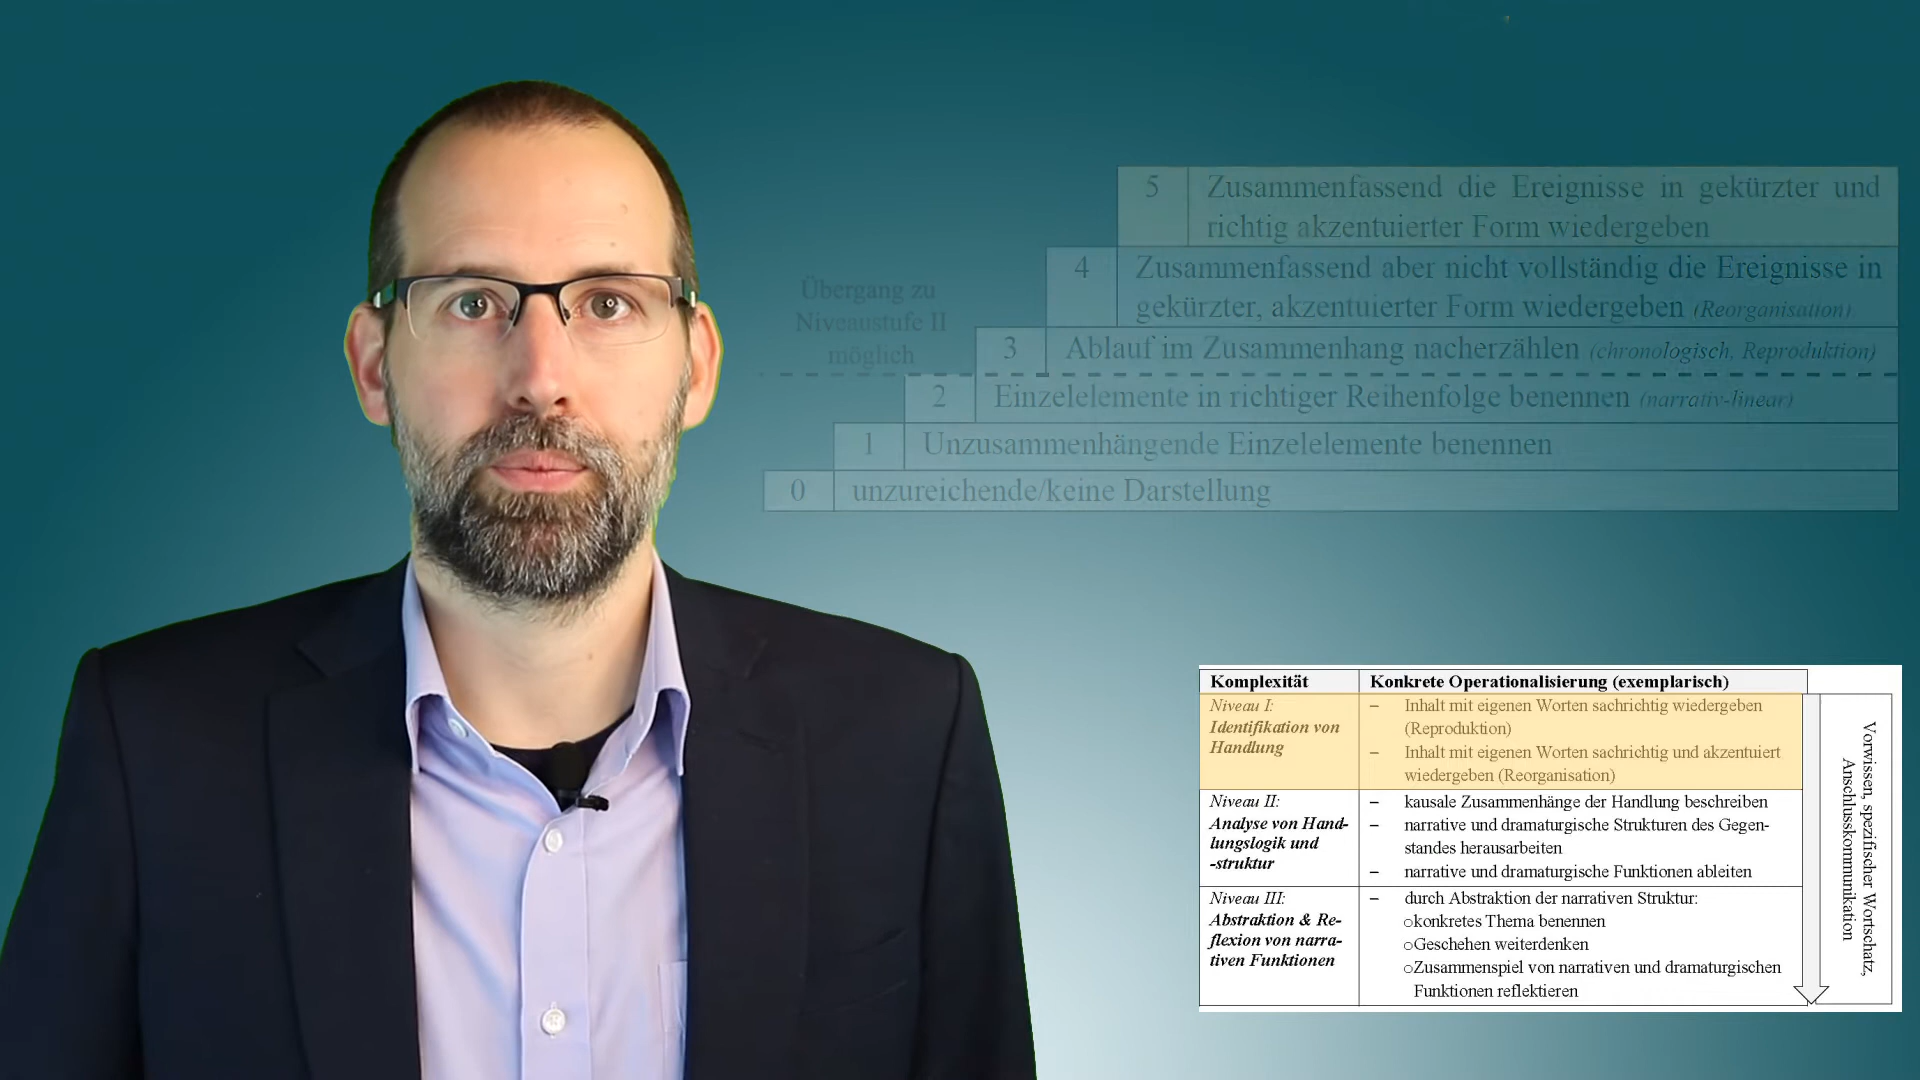 5 Zusammenfassend die Ereignisse in gekürzter und
richtig akzentuierter Form wiedergeben
4 Zusammenfassend aber nicht vollständig die Ereignisse in
gekürzter, akzentuierter Form wiedergeben (Reorganisation)
Übergang zu
Niveaustufe II
möglich
3 Ablauf im Zusammenhang nacherzählen (chronologisch, Reproduktion)
2 Einzelelemente in richtiger Reihenfolge benennen (narrativ-linear)
1 Unzusammenhängende Einzelelemente benennen
0 unzureichende/keine Darstellung
Komplexität
Konkrete Operationalisierung (exemplarisch)
Niveau I:
Identifikation von
Handlung
– Inhalt mit eigenen Worten sachrichtig wiedergeben
(Reproduktion)
– Inhalt mit eigenen Worten sachrichtig und akzentuiert
wiedergeben (Reorganisation)
Niveau II:
Analyse von Hand-
lungslogik und
-struktur
– kausale Zusammenhänge der Handlung beschreiben
– narrative und dramaturgische Strukturen des Gegen-
standes herausarbeiten
– narrative und dramaturgische Funktionen ableiten
Niveau III:
Abstraktion & Re-
flexion von narra-
tiven Funktionen
– durch Abstraktion der narrativen Struktur:
○konkretes Thema benennen
○Geschehen weiterdenken
○Zusammenspiel von narrativen und dramaturgischen
Funktionen reflektieren
Vorwissen, spezifischer Wortschatz,
Anschlusskommunikation